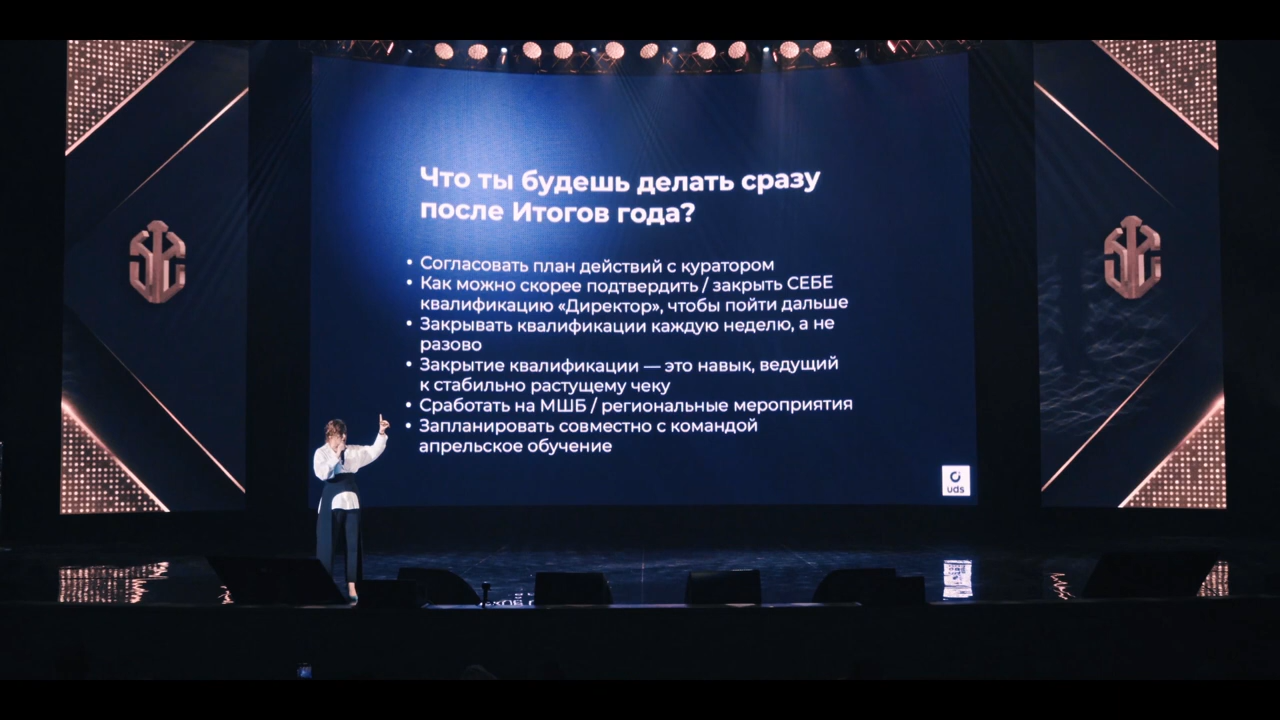 Что ты будешь делать сразу
после Итогов года?
• Согласовать план действий с куратором
• Как можно скорее подтвердить / закрыть СЕБЕ
квалификацию «Директор», чтобы пойти дальше
• Закрывать квалификации каждую неделю, а не
разово
• Закрытие квалификации — это навык, ведущий
к стабильно растущему чеку
• Сработать на МШБ / региональные мероприятия
• Запланировать совместно с командой
апрельское обучение
uds